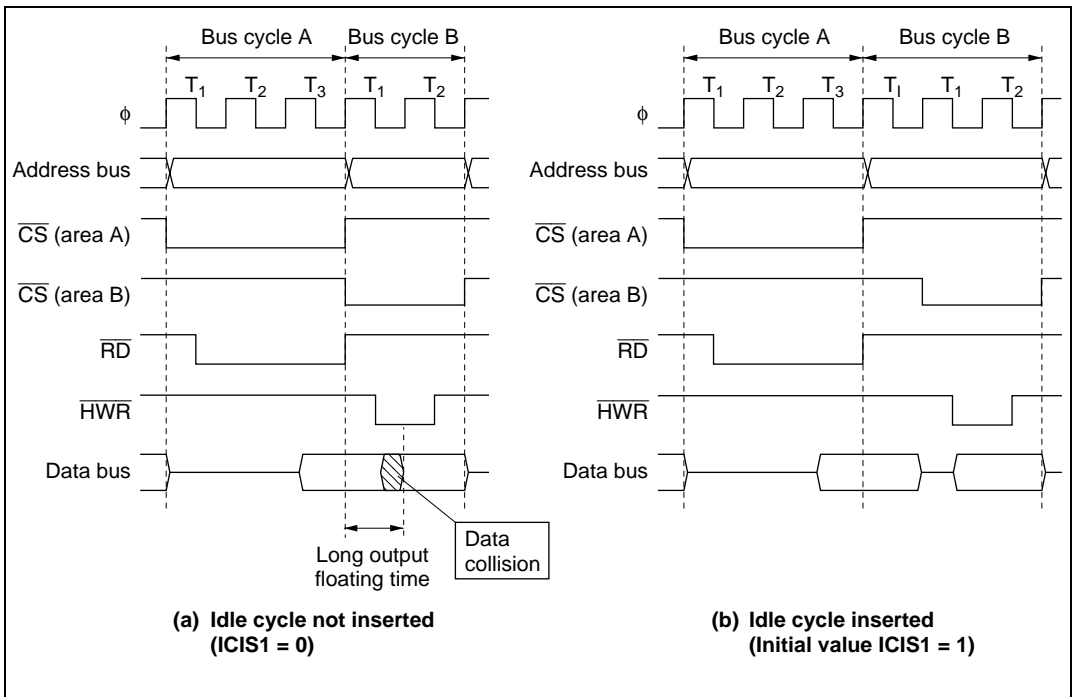 Bus cycle A Bus cycle B
T1 T2 T3 T1 T2
φ
Address bus
CS (area A)
CS (area B)
RD
HWR
Data bus
Long output
floating time
Data
collision
(a) Idle cycle not inserted
(ICIS1 = 0)
Bus cycle A Bus cycle B
T1 T2 T3 TI T1 T2
φ
Address bus
CS (area A)
CS (area B)
RD
HWR
Data bus
(b) Idle cycle inserted
(Initial value ICIS1 = 1)